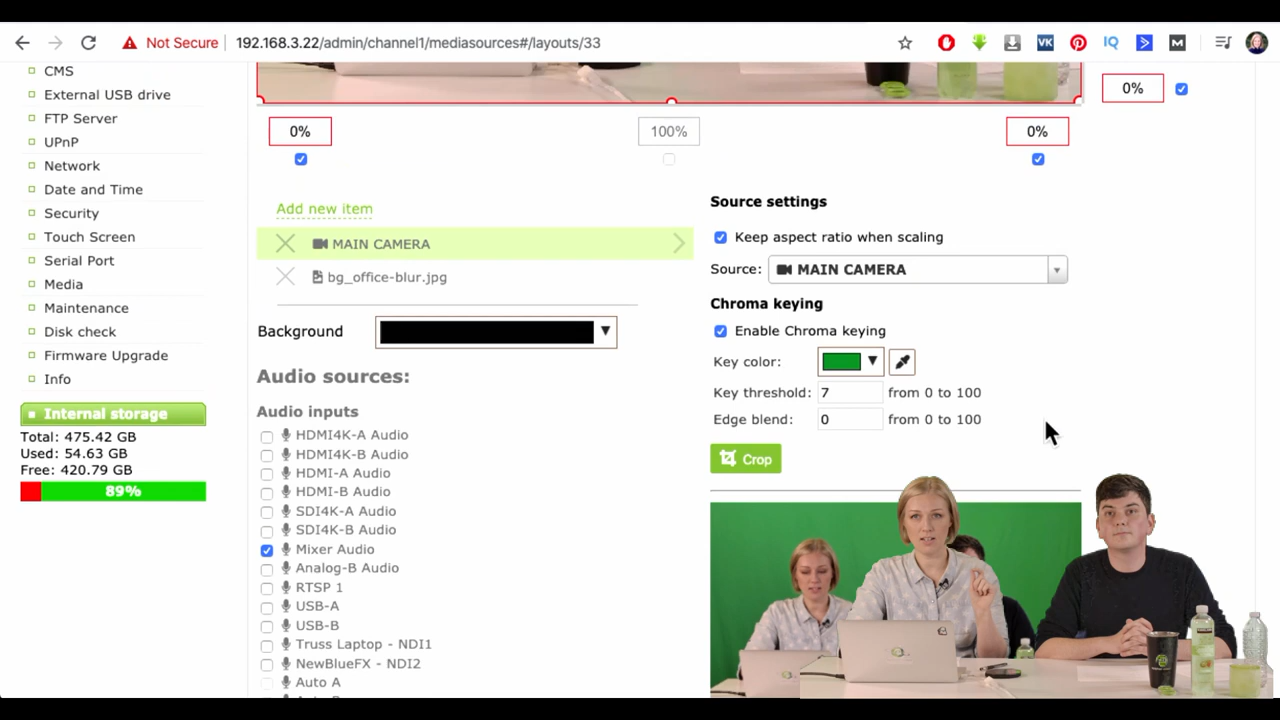 Not Secure
192.168.3.22/admin/channel1/mediasources#/layouts/33
VK
IQ
M
CMS
External USB drive
FTP Server
UPnP
Network
Date and Time
Security
Touch Screen
Serial Port
Media
Maintenance
Disk check
Firmware Upgrade
Info
Internal storage
Total: 475.42 GB
Used: 54.63 GB
Free: 420.79 GB
89%
0%
0%
100%
0%
Add new item
MAIN CAMERA
bg_office-blur.jpg
Background
Audio sources:
Audio inputs
HDMI4K-A Audio
HDMI4K-B Audio
HDMI-A Audio
HDMI-B Audio
SDI4K-A Audio
SDI4K-B Audio
Mixer Audio
Analog-B Audio
RTSP 1
USB-A
USB-B
Truss Laptop - NDI1
NewBlueFX - NDI2
Auto A
Source settings
Keep aspect ratio when scaling
Source: MAIN CAMERA
Chroma keying
Enable Chroma keying
Key color:
Key threshold: 7 from 0 to 100
Edge blend: 0 from 0 to 100
Crop